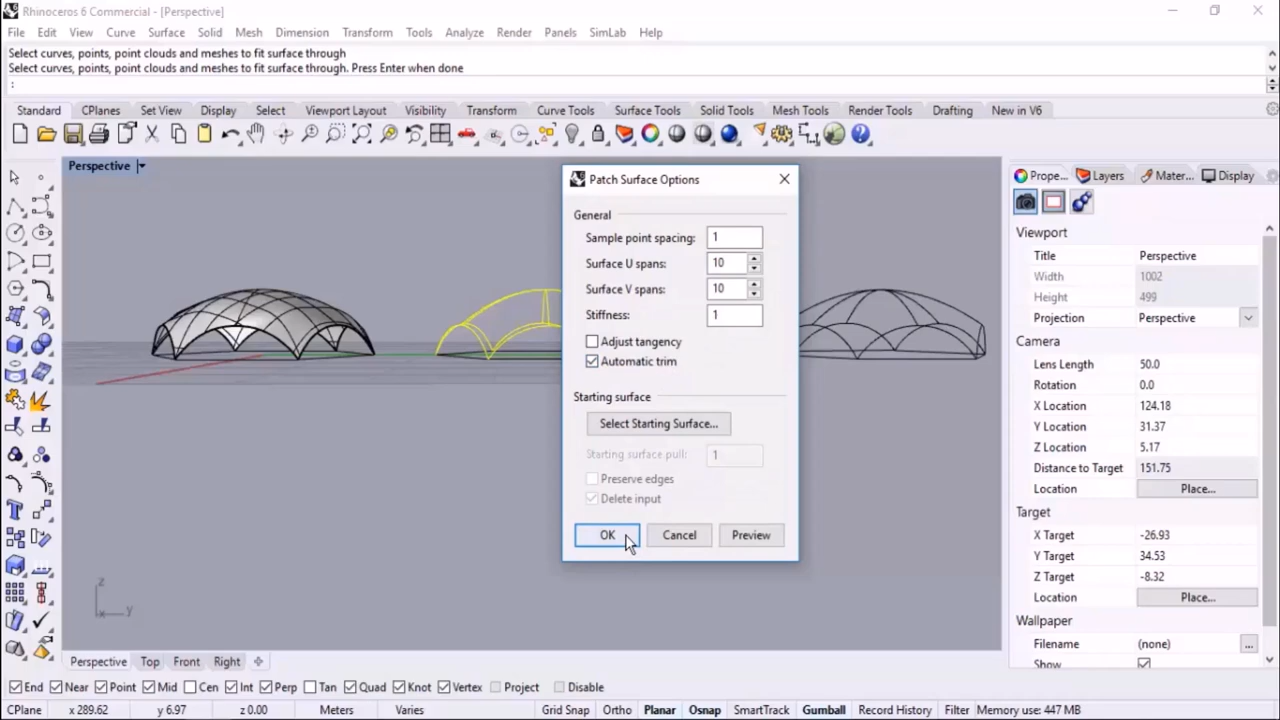 Rhinoceros 6 Commercial - [Perspective]
File Edit View Curve Surface Solid Mesh Dimension Transform Tools Analyze Render Panels SimLab Help
Select curves, points, point clouds and meshes to fit surface through
Select curves, points, point clouds and meshes to fit surface through. Press Enter when done
:
Standard CPlanes Set View Display Select Viewport Layout Visibility Transform Curve Tools Surface Tools Solid Tools Mesh Tools Render Tools Drafting New in V6
Perspective
Patch Surface Options
General
Sample point spacing: 1
Surface U spans: 10
Surface V spans: 10
Stiffness: 1
Adjust tangency
Automatic trim
Starting surface
Select Starting Surface...
Starting surface pull: 1
Preserve edges
Delete input
OK Cancel Preview
z
x y
Prope... Layers Mater... Display
Viewport
Title Perspective
Width 1002
Height 499
Projection Perspective
Camera
Lens Length 50.0
Rotation 0.0
X Location 124.18
Y Location 31.37
Z Location 5.17
Distance to Target 151.75
Location Place...
Target
X Target -26.93
Y Target 34.53
Z Target -8.32
Location Place...
Wallpaper
Filename (none) ...
Show
Perspective Top Front Right
End Near Point Mid Cen Int Perp Tan Quad Knot Vertex Project Disable
CPlane x 289.62 y 6.97 z 0.00 Meters Varies Grid Snap Ortho Planar Osnap SmartTrack Gumball Record History Filter Memory use: 447 MB